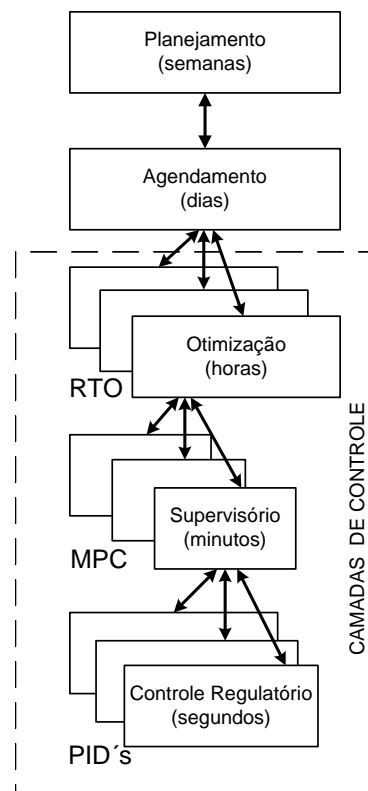 Planejamento
(semanas)
Agendamento
(dias)
Otimização
(horas)
RTO
Supervisório
(minutos)
MPC
Controle Regulatório
(segundos)
PID´s
CAMADAS DE CONTROLE